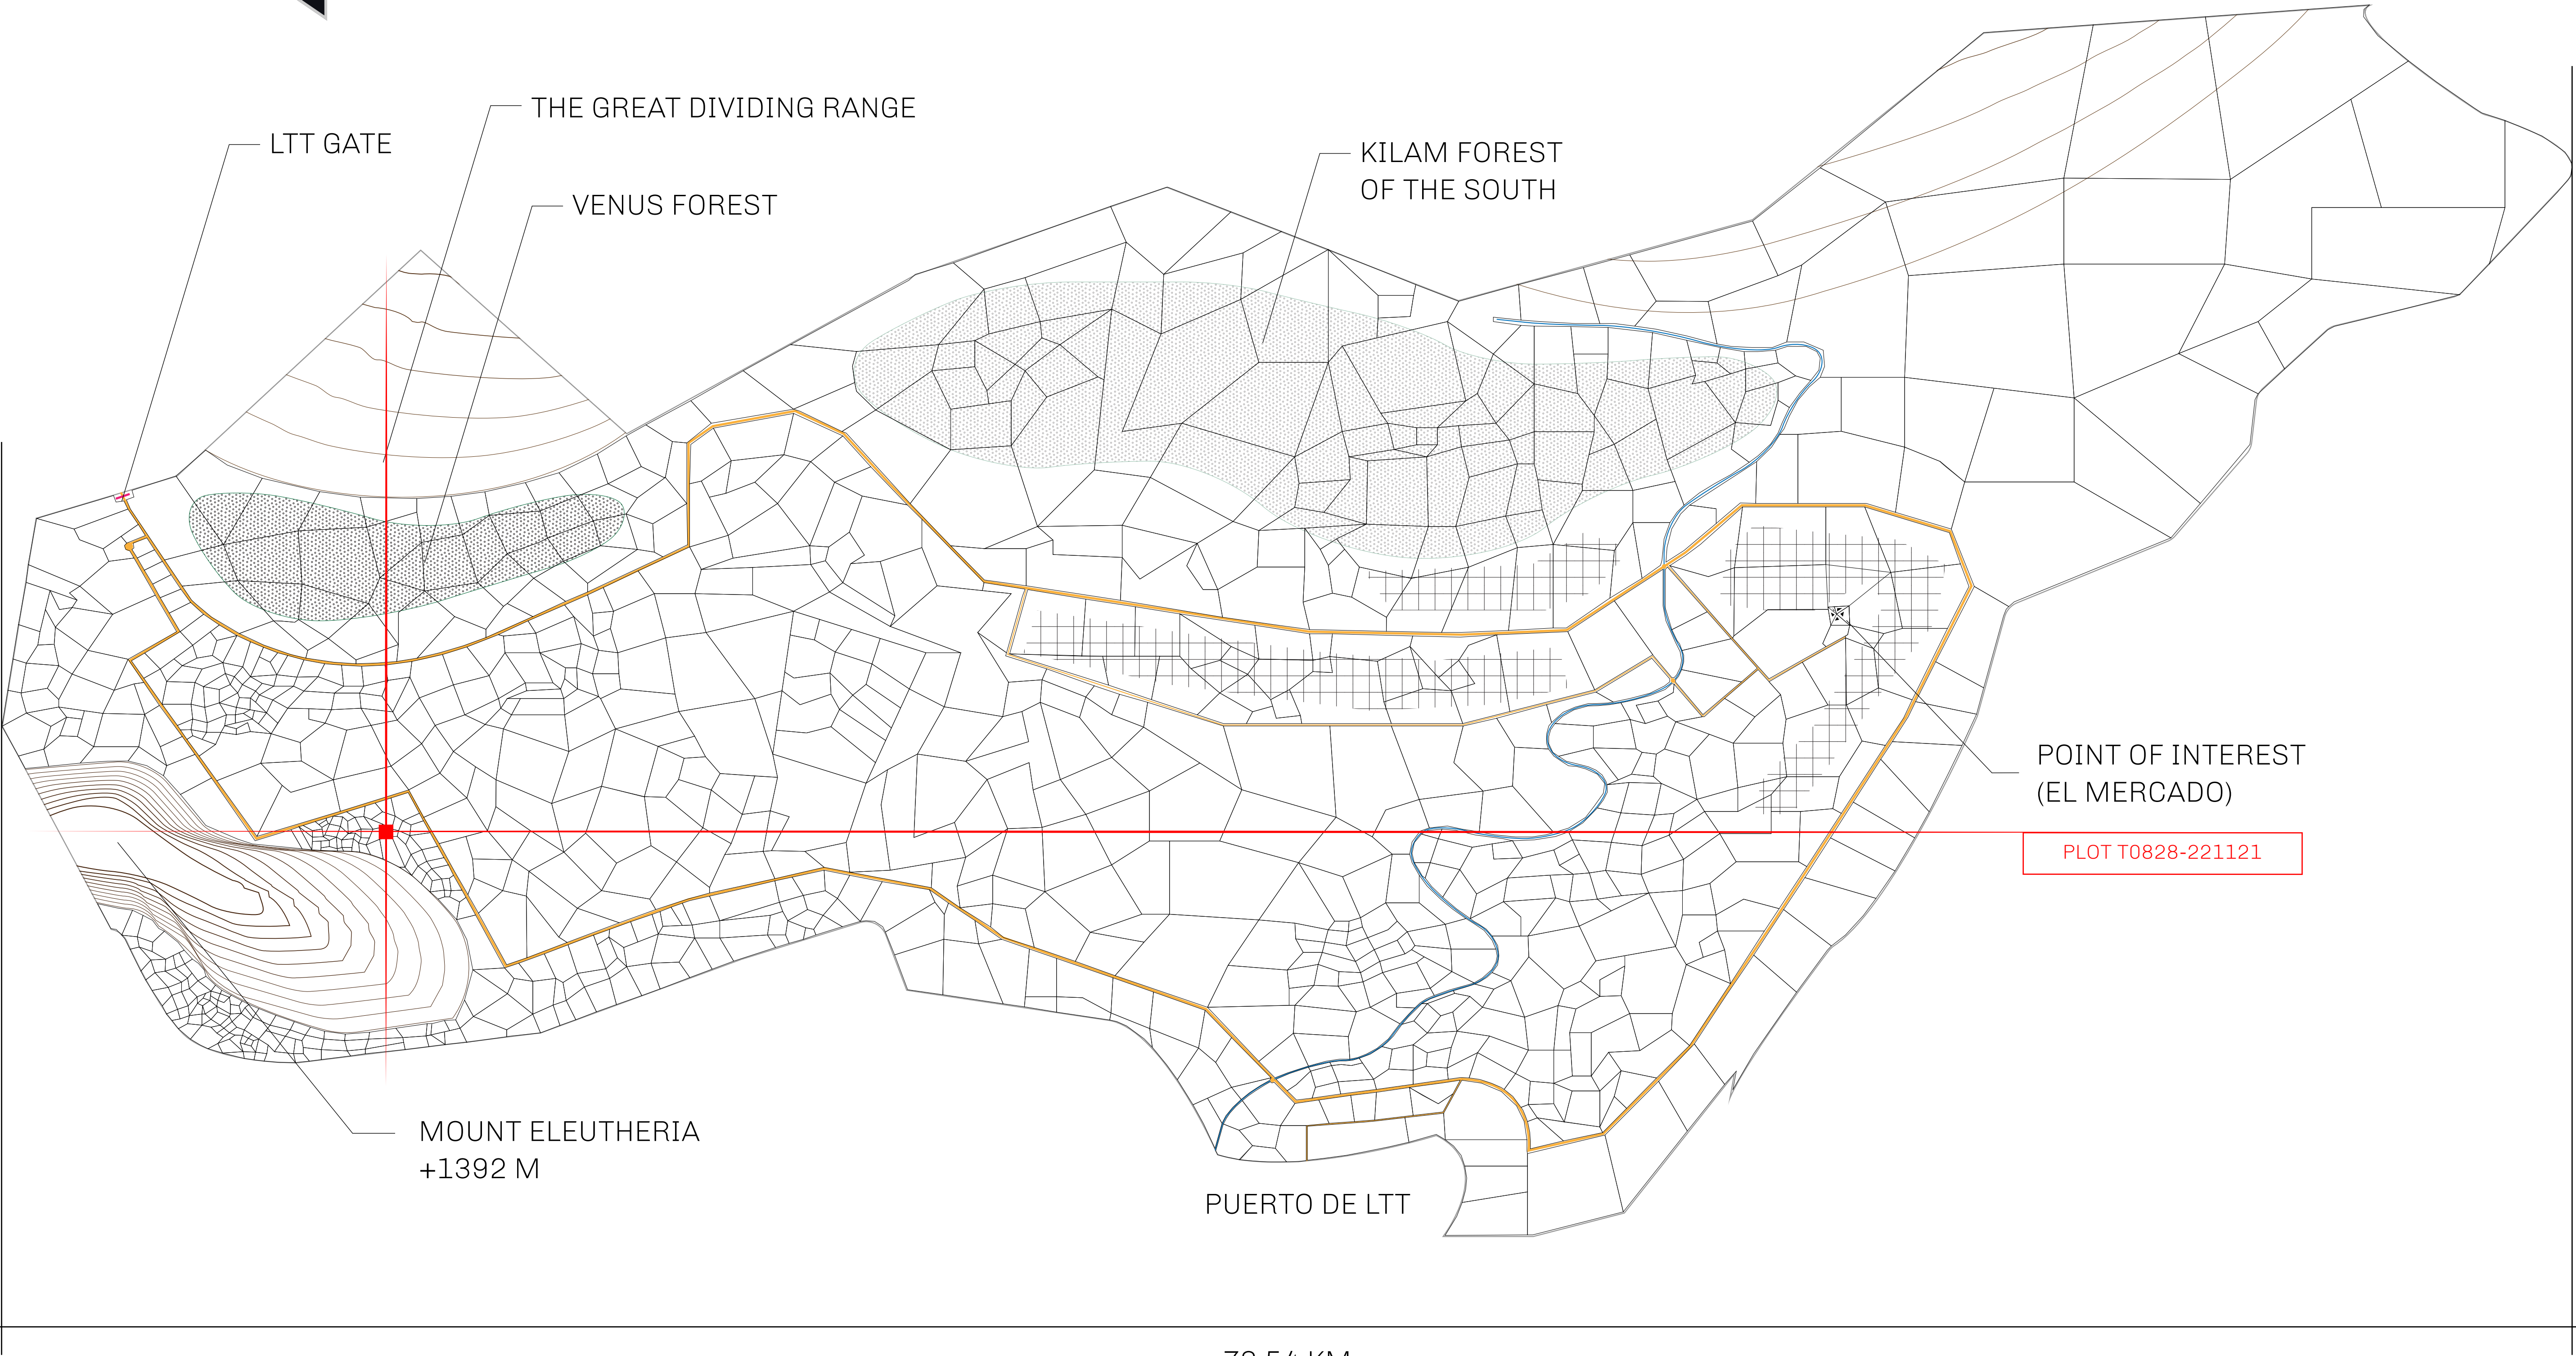 THE GREAT DIVIDING RANGE
LTT GATE
VENUS FOREST
KILAM FOREST
OF THE SOUTH
POINT OF INTEREST
(EL MERCADO)
PLOT T0828-221121
MOUNT ELEUTHERIA
+1392 M
PUERTO DE LTT
KM